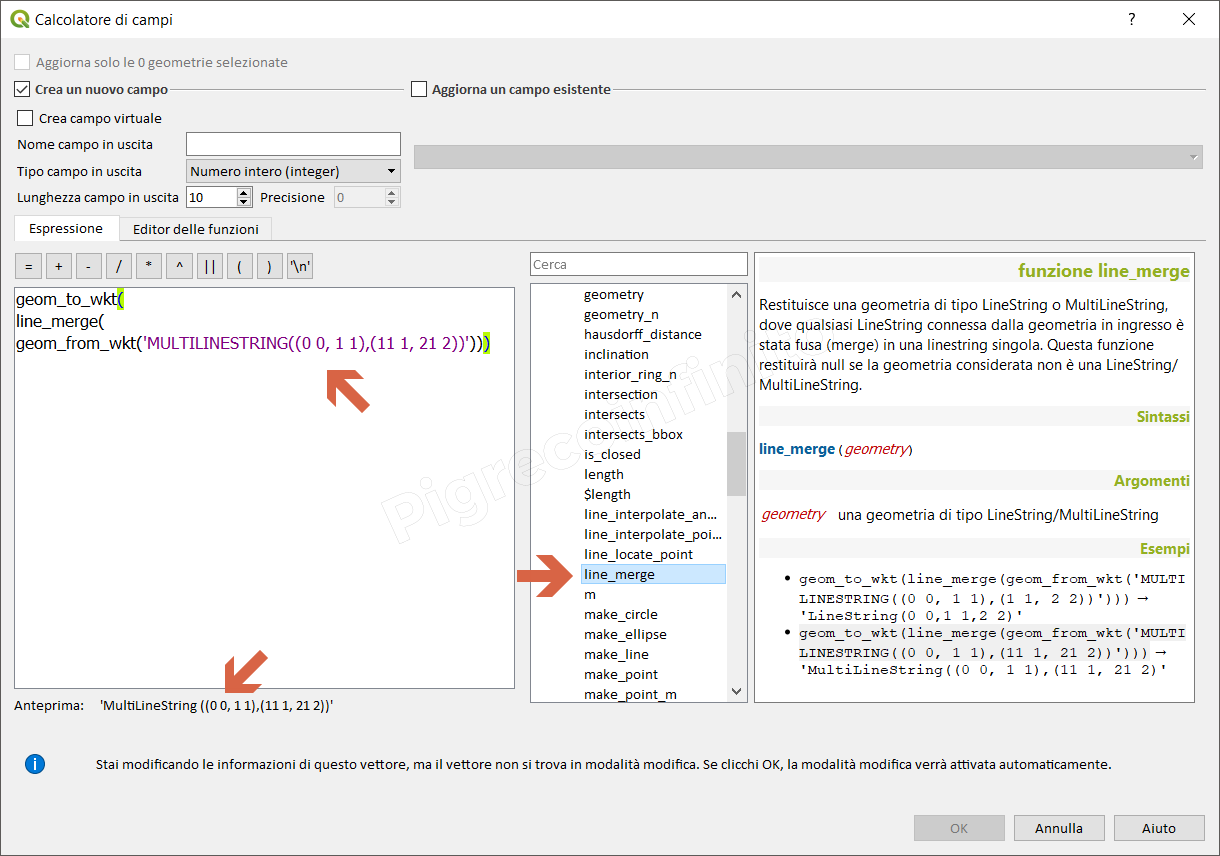 Calcolatore di campi
?
Aggiorna solo le 0 geometrie selezionate
Crea un nuovo campo
Aggiorna un campo esistente
Crea campo virtuale
Nome campo in uscita
Tipo campo in uscita Numero intero (integer)
Lunghezza campo in uscita 10 Precisione 0
Espressione Editor delle funzioni
= + - / * ^ || ( ) '\n'
geom_to_wkt(
line_merge(
geom_from_wkt('MULTILINESTRING((0 0, 1 1),(11 1, 21 2))')))
Anteprima: 'MultiLineString ((0 0, 1 1),(11 1, 21 2))'
Cerca
geometry
geometry_n
hausdorff_distance
inclination
interior_ring_n
intersection
intersects
intersects_bbox
is_closed
length
$length
line_interpolate_an...
line_interpolate_poi...
line_locate_point
line_merge
m
make_circle
make_ellipse
make_line
make_point
make_point_m
funzione line_merge
Restituisce una geometria di tipo LineString o MultiLineString,
dove qualsiasi LineString connessa dalla geometria in ingresso è
stata fusa (merge) in una linestring singola. Questa funzione
restituirà null se la geometria considerata non è una LineString/
MultiLineString.
Sintassi
line_merge (geometry)
Argomenti
geometry una geometria di tipo LineString/MultiLineString
Esempi
• geom_to_wkt(line_merge(geom_from_wkt('MULTI
LINESTRING((0 0, 1 1),(1 1, 2 2))'))) →
'LineString(0 0,1 1,2 2)'
• geom_to_wkt(line_merge(geom_from_wkt('MULTI
LINESTRING((0 0, 1 1),(11 1, 21 2))'))) →
'MultiLineString((0 0, 1 1),(11 1, 21 2)'
Stai modificando le informazioni di questo vettore, ma il vettore non si trova in modalità modifica. Se clicchi OK, la modalità modifica verrà attivata automaticamente.
OK Annulla Aiuto